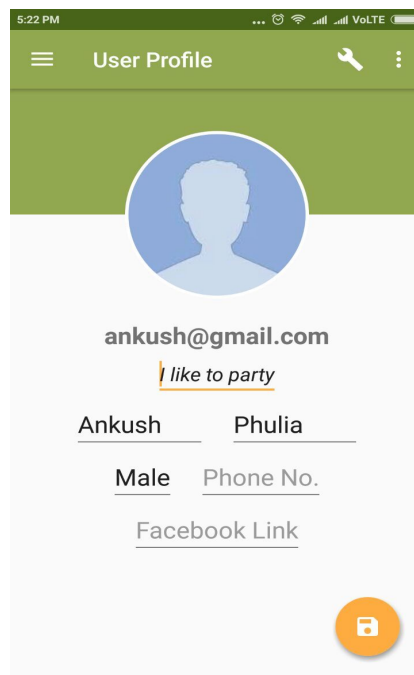 5:22 PM ... VoLTE
User Profile
ankush@gmail.com
I like to party
Ankush Phulia
Male Phone No.
Facebook Link